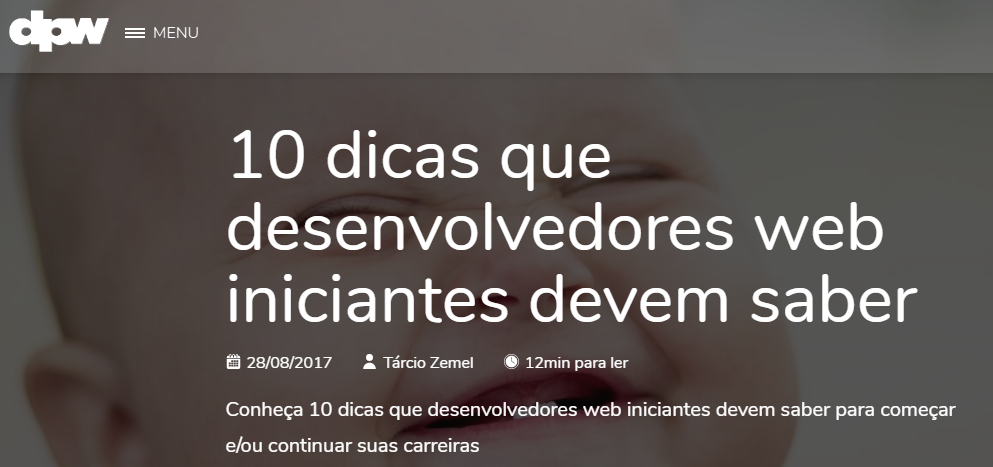 dpw MENU
10 dicas que
desenvolvedores web
iniciantes devem saber
28/08/2017 Tárcio Zemel 12min para ler
Conheça 10 dicas que desenvolvedores web iniciantes devem saber para começar
e/ou continuar suas carreiras